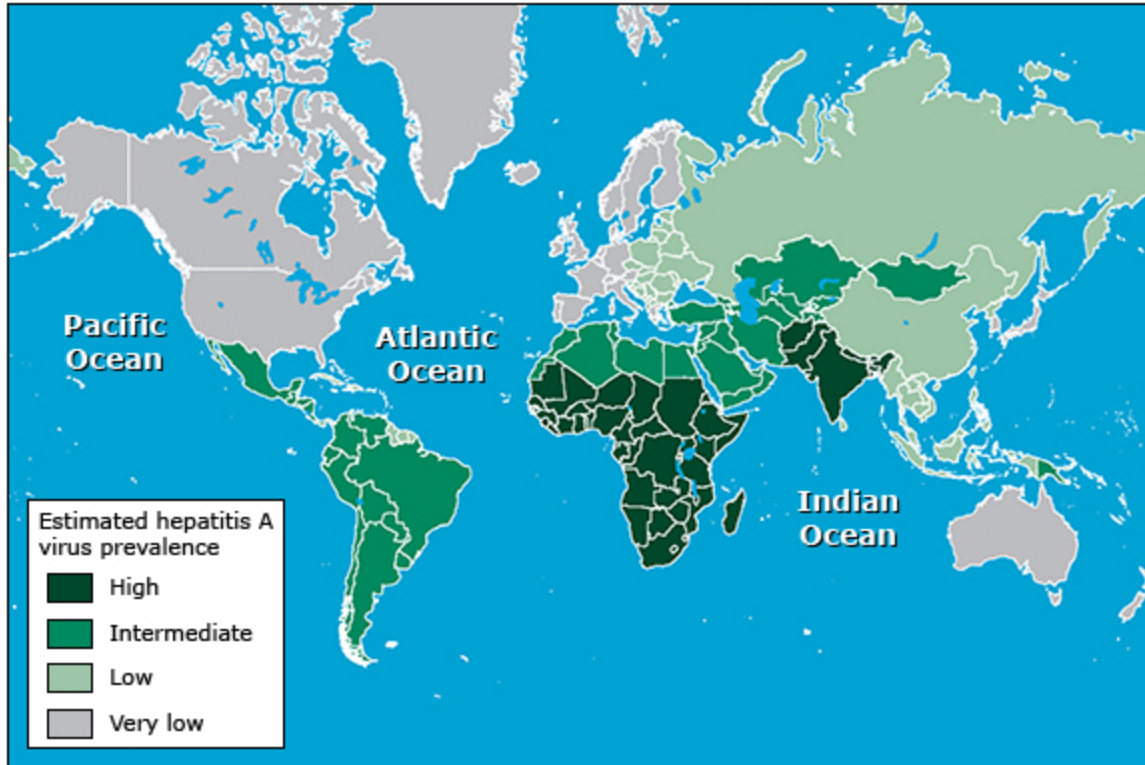 Pacific
Ocean
Atlantic
Ocean
Indian
Ocean
Estimated hepatitis A
virus prevalence
High
Intermediate
Low
Very low